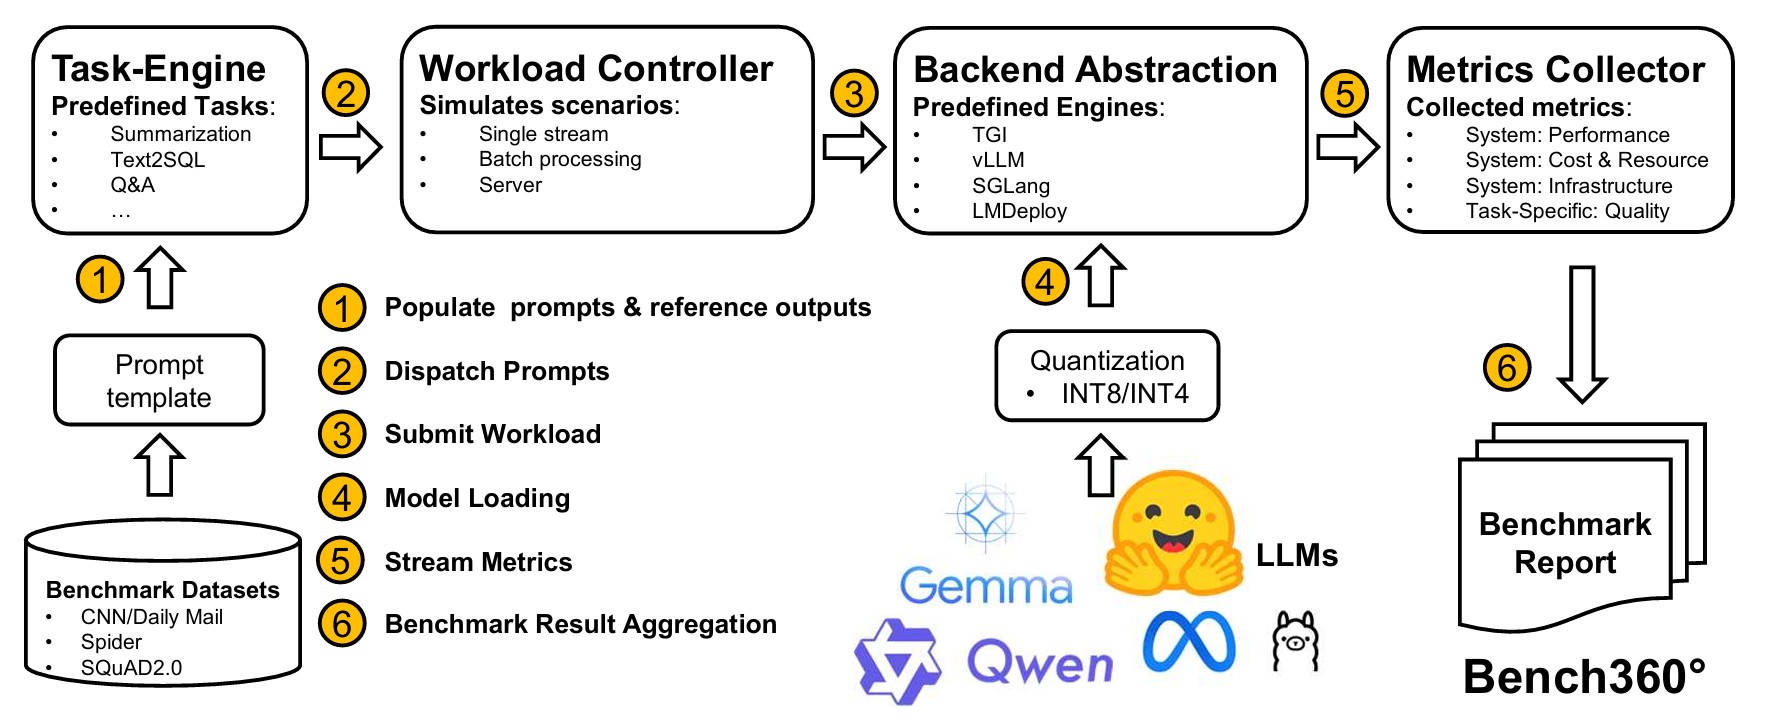 Task-Engine
Predefined Tasks:
• Summarization
• Text2SQL
• Q&A
• …
2
Workload Controller
Simulates scenarios:
• Single stream
• Batch processing
• Server
3
Backend Abstraction
Predefined Engines:
• TGI
• vLLM
• SGLang
• LMDeploy
5
Metrics Collector
Collected metrics:
• System: Performance
• System: Cost & Resource
• System: Infrastructure
• Task-Specific: Quality
1
Prompt
template
Benchmark Datasets
• CNN/Daily Mail
• Spider
• SQuAD2.0
1 Populate prompts & reference outputs
2 Dispatch Prompts
3 Submit Workload
4 Model Loading
5 Stream Metrics
6 Benchmark Result Aggregation
4
Quantization
• INT8/INT4
Gemma
LLMs
Qwen
6
Benchmark
Report
Bench360°